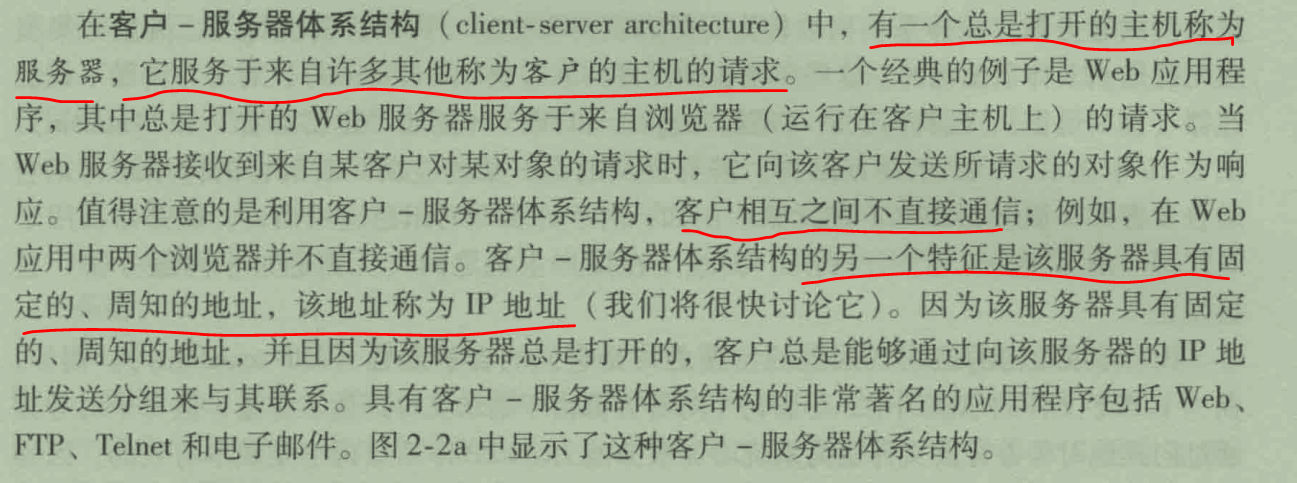 在客户-服务器体系结构（client-server architecture）中，有一个总是打开的主机称为
服务器，它服务于来自许多其他称为客户的主机的请求。一个经典的例子是 Web 应用程
序，其中总是打开的 Web 服务器服务于来自浏览器（运行在客户主机上）的请求。当
Web 服务器接收到来自某客户对某对象的请求时，它向该客户发送所请求的对象作为响
应。值得注意的是利用客户-服务器体系结构，客户相互之间不直接通信；例如，在 Web
应用中两个浏览器并不直接通信。客户-服务器体系结构的另一个特征是该服务器具有固
定的、周知的地址，该地址称为 IP 地址（我们将很快讨论它）。因为该服务器具有固定
的、周知的地址，并且因为该服务器总是打开的，客户总是能够通过向该服务器的 IP 地
址发送分组来与其联系。具有客户-服务器体系结构的非常著名的应用程序包括 Web、
FTP、Telnet 和电子邮件。图 2-2a 中显示了这种客户-服务器体系结构。